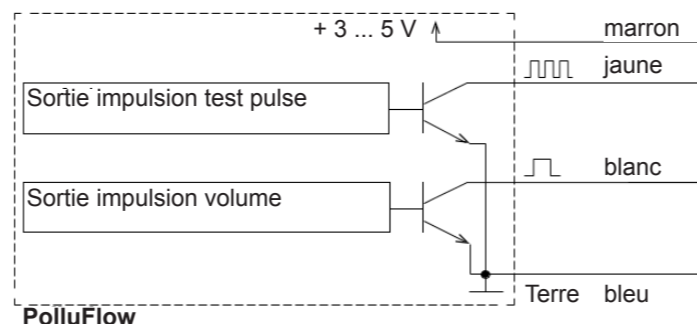 + 3 ... 5 V marron
jaune
Sortie impulsion test pulse
blanc
Sortie impulsion volume
Terre bleu
PolluFlow